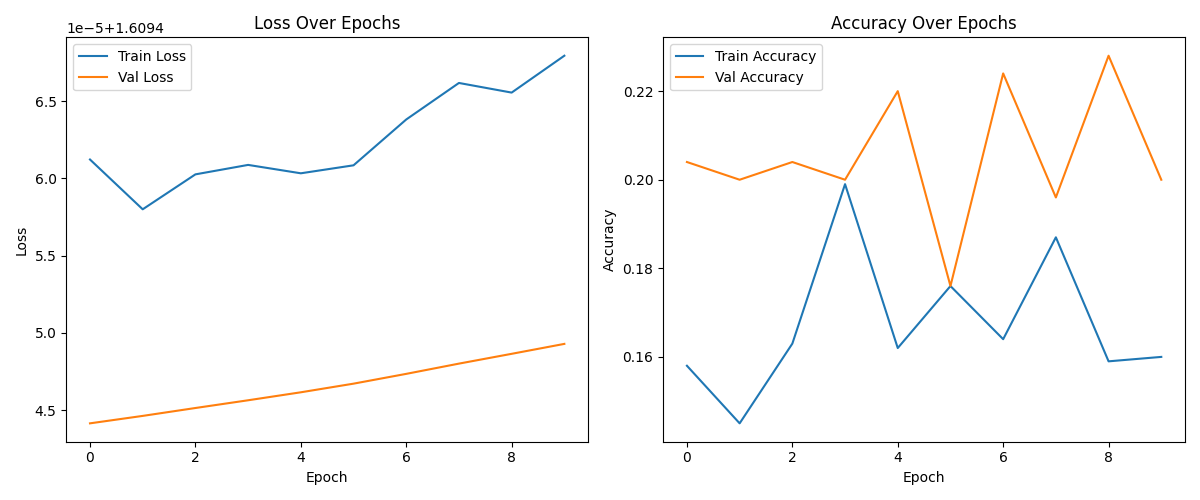 Loss Over Epochs
1e−5+1.6094
Train Loss
Val Loss
6.5
6.0
5.5
5.0
4.5
Loss
0 2 4 6 8
Epoch
Accuracy Over Epochs
Train Accuracy
Val Accuracy
0.22
0.20
0.18
0.16
Accuracy
0 2 4 6 8
Epoch